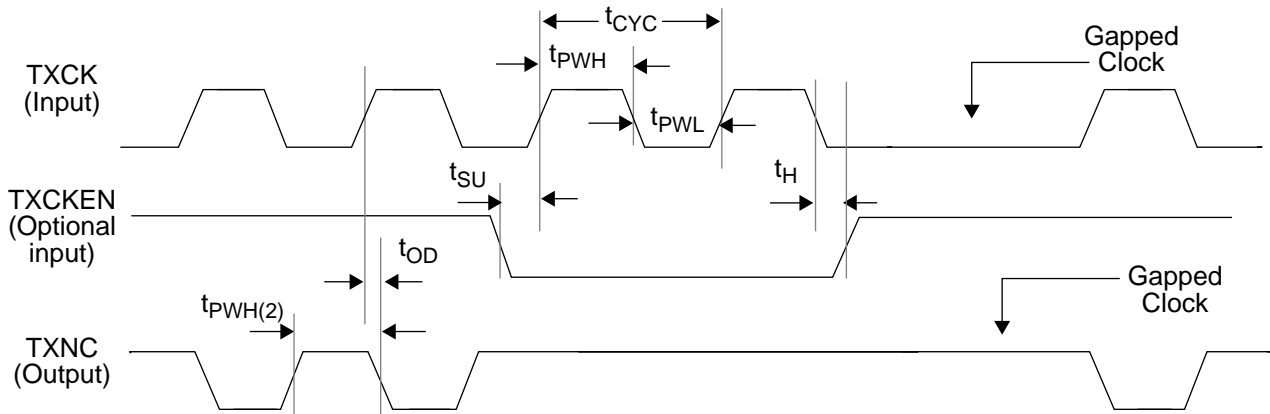 tCYC
tPWH
Gapped
Clock
TXCK
(Input)
tPWL
tSU
tH
TXCKEN
(Optional
input)
tOD
Gapped
Clock
tPWH(2)
TXNC
(Output)